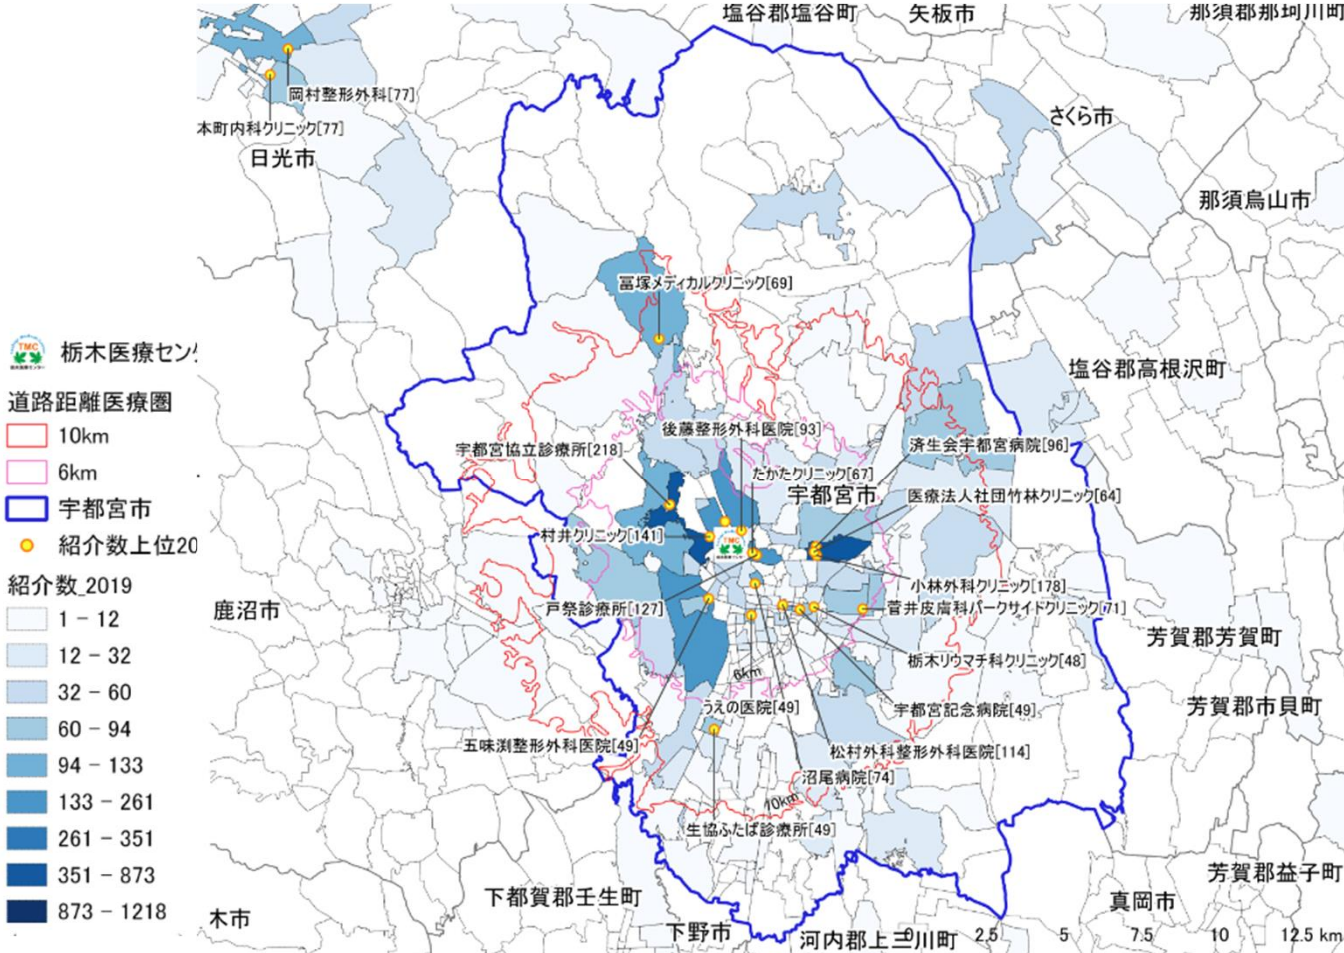 塩谷郡塩谷町
矢板市
那須郡那珂川町
岡村整形外科[77]
本町内科クリニック[77]
日光市
さくら市
那須烏山市
冨塚メディカルクリニック[69]
TMC
栃木医療セン
道路距離医療圏
10km
6km
宇都宮市
紹介数上位20
紹介数_2019
1 – 12
12 – 32
32 – 60
60 – 94
94 – 133
133 – 261
261 – 351
351 – 873
873 – 1218
塩谷郡高根沢町
後藤整形外科医院[93]
宇都宮協立診療所[218]
済生会宇都宮病院[96]
たかたクリニック[67]
宇都宮市
医療法人社団竹林クリニック[64]
村井クリニック[141]
TMC
小林外科クリニック[178]
戸祭診療所[127]
菅井皮膚科パークサイドクリニック[71]
鹿沼市
芳賀郡芳賀町
栃木リウマチ科クリニック[48]
6km
うえの医院[49]
宇都宮記念病院[49]
芳賀郡市貝町
五味渕整形外科医院[49]
松村外科整形外科医院[114]
沼尾病院[74]
10km
生協ふたば診療所[49]
芳賀郡益子町
下都賀郡壬生町
真岡市
木市
下野市
河内郡上三川町
0 2.5 5 7.5 10 12.5 km